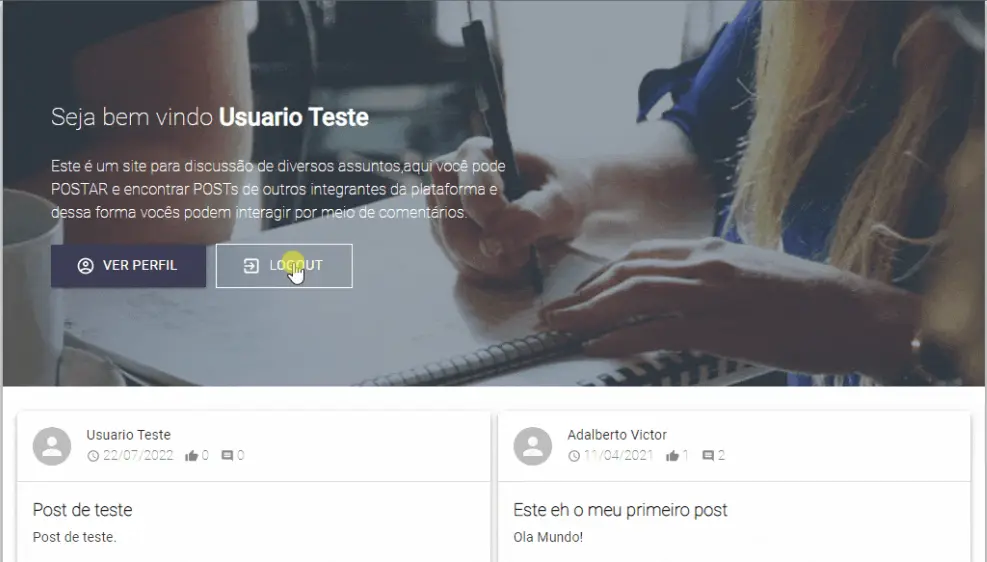 Seja bem vindo Usuario Teste
Este é um site para discussão de diversos assuntos,aqui você pode
POSTAR e encontrar POSTs de outros integrantes da plataforma e
dessa forma vocês podem interagir por meio de comentários.
VER PERFIL
LOGOUT
Usuario Teste
22/07/2022 0 0
Post de teste
Post de teste.
Adalberto Victor
11/04/2021 1 2
Este eh o meu primeiro post
Ola Mundo!